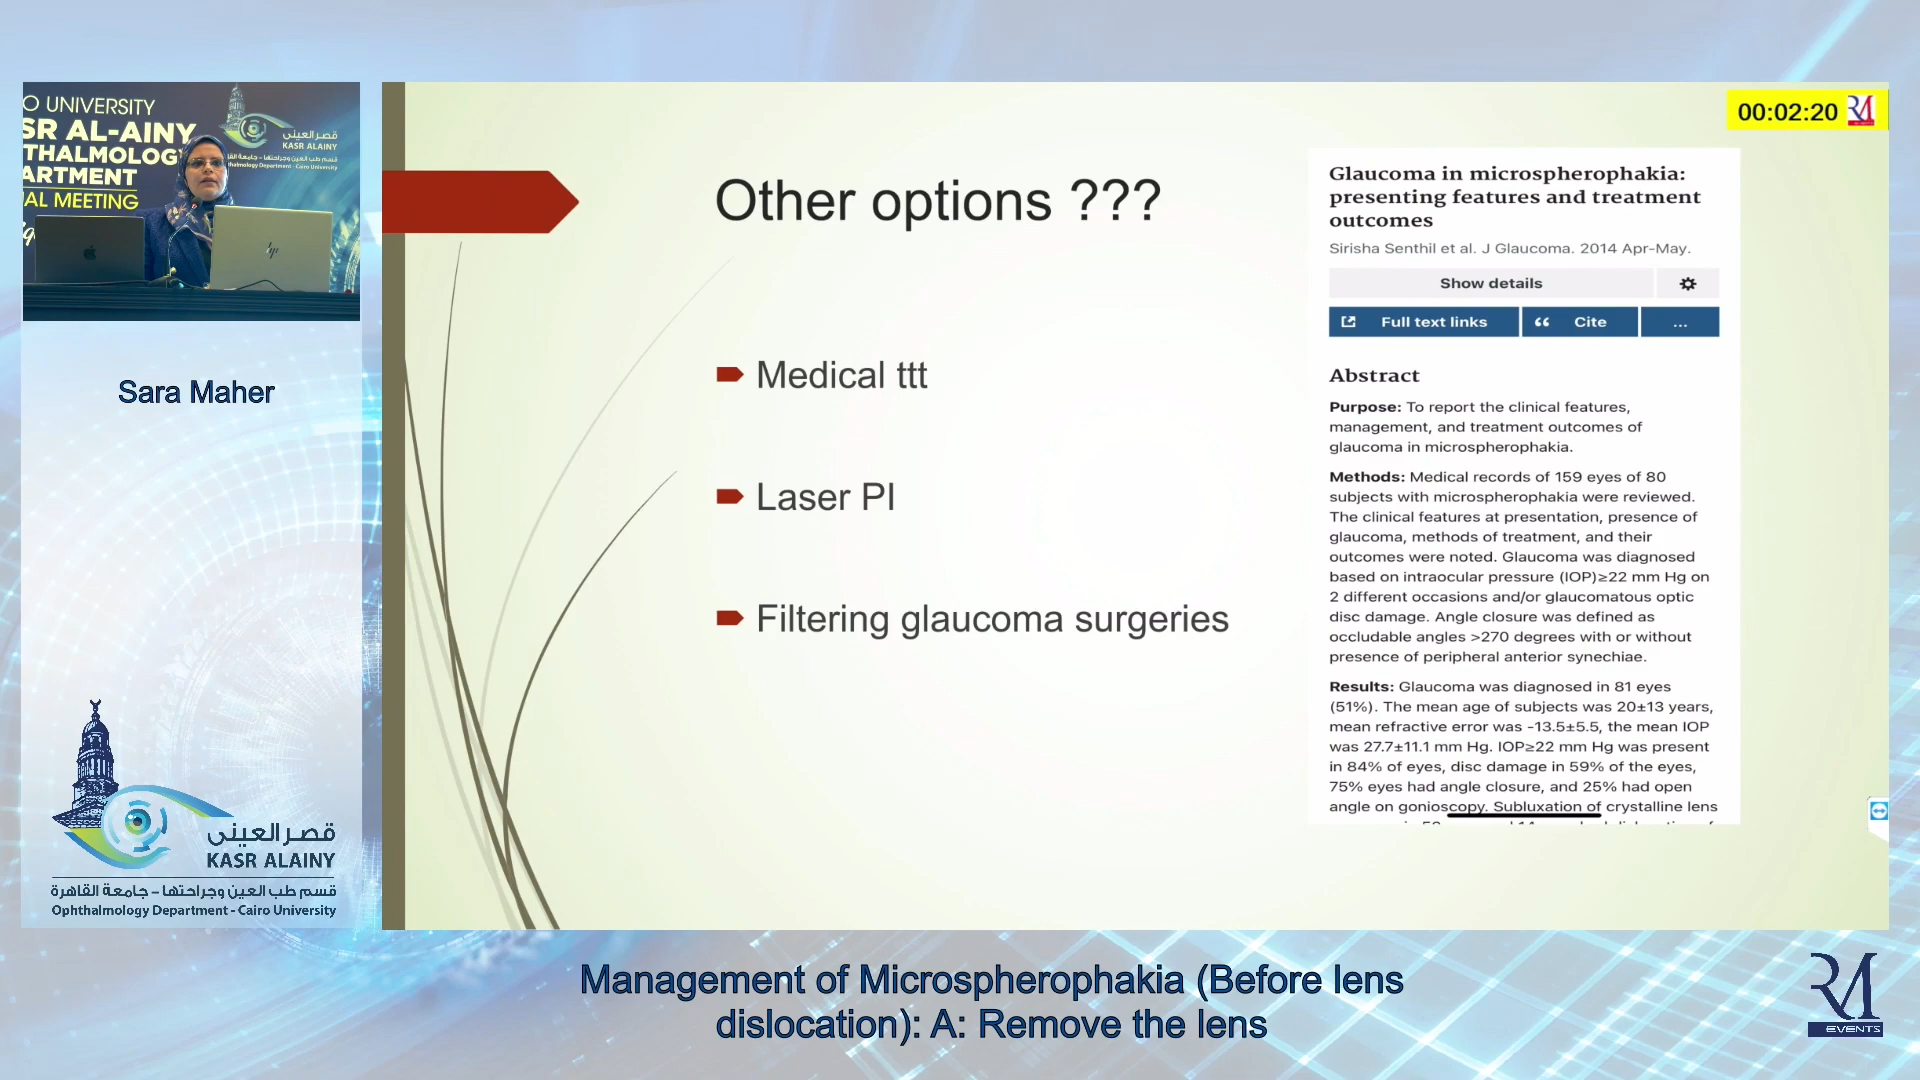 O UNIVERSITY
SR AL-AINY
THALMOLOG
ARTMENT
AL MEETING
قصر العينى
KASR ALAINY
Sara Maher
قصر العينى
KASR ALAINY
قسم طب العين وجراحتها - جامعة القاهرة
Ophthalmology Department - Cairo University
00:02:20
Other options ???
Medical ttt
Laser PI
Filtering glaucoma surgeries
Glaucoma in microspherophakia:
presenting features and treatment
outcomes
Sirisha Senthil et al. J Glaucoma. 2014 Apr-May.
Show details
Full text links
Cite
...
Abstract
Purpose: To report the clinical features,
management, and treatment outcomes of
glaucoma in microspherophakia.
Methods: Medical records of 159 eyes of 80
subjects with microspherophakia were reviewed.
The clinical features at presentation, presence of
glaucoma, methods of treatment, and their
outcomes were noted. Glaucoma was diagnosed
based on intraocular pressure (IOP)≥22 mm Hg on
2 different occasions and/or glaucomatous optic
disc damage. Angle closure was defined as
occludable angles >270 degrees with or without
presence of peripheral anterior synechiae.
Results: Glaucoma was diagnosed in 81 eyes
(51%). The mean age of subjects was 20±13 years,
mean refractive error was -13.5±5.5, the mean IOP
was 27.7±11.1 mm Hg. IOP≥22 mm Hg was present
in 84% of eyes, disc damage in 59% of the eyes,
75% eyes had angle closure, and 25% had open
angle on gonioscopy. Subluxation of crystalline lens
Management of Microspherophakia (Before lens
dislocation): A: Remove the lens
RM
EVENTS